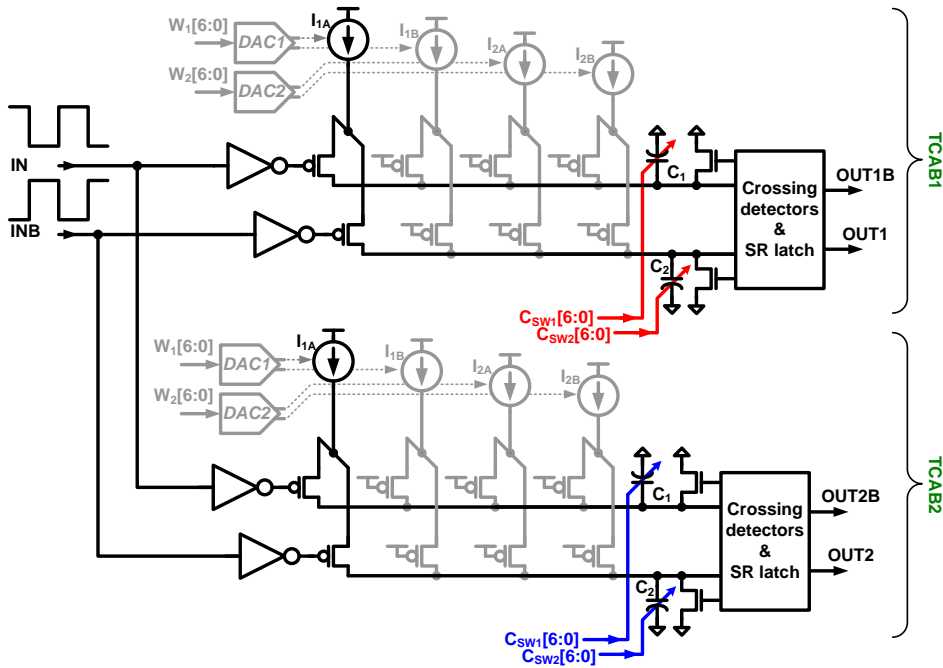 W1[6:0]
DAC1
I1A
I1B
W2[6:0]
DAC2
I2A
I2B
IN
INB
C1
C2
Crossing
detectors
&
SR latch
OUT1B
OUT1
TCAB1
CSW1[6:0]
CSW2[6:0]
W1[6:0]
DAC1
I1A
I1B
W2[6:0]
DAC2
I2A
I2B
C1
C2
Crossing
detectors
&
SR latch
OUT2B
OUT2
TCAB2
CSW1[6:0]
CSW2[6:0]